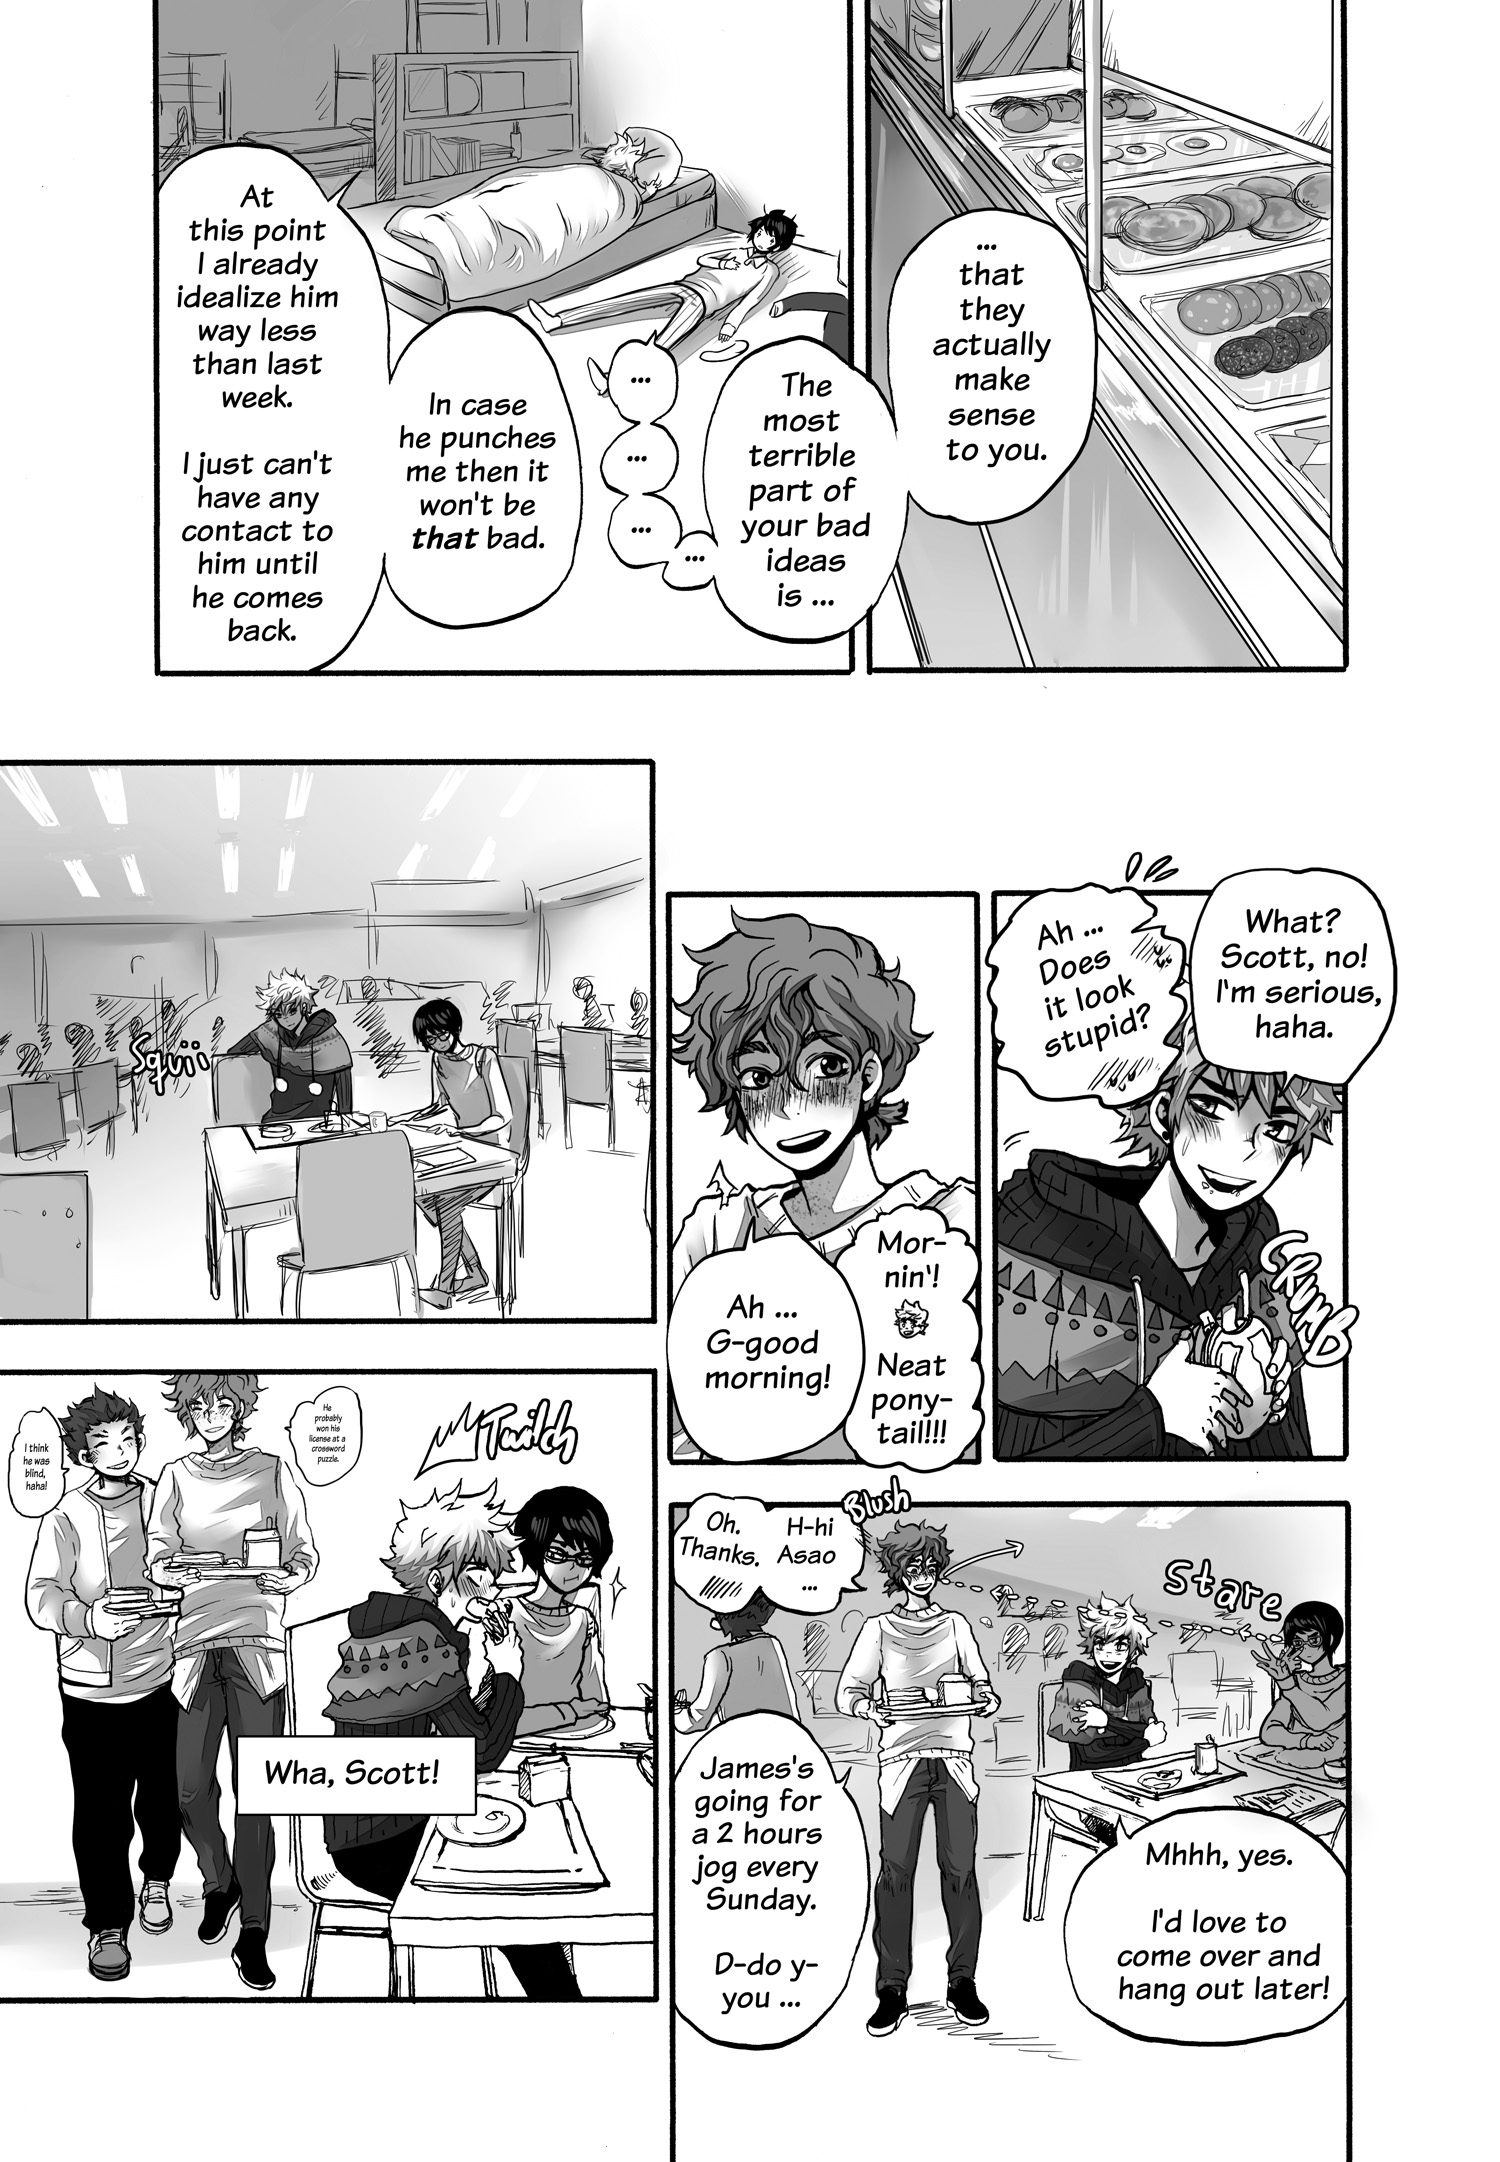 At
this point
I already
idealize him
way less
than last
week.
I just can't
have any
contact to
him until
he comes
back.
In case
he punches
me then it
won't be
that bad.
...
...
...
...
The
most
terrible
part of
your bad
ideas
is ...
...
that
they
actually
make
sense
to you.
Squii
Twitch
I think
he was
blind,
haha!
He
probably
won his
license at a
crossword
puzzle.
Wha, Scott!
Ah ...
G-good
morning!
Mor-
nin'!
Neat
pony-
tail!!!
Ah ...
Does
it look
stupid?
What?
Scott, no!
I'm serious,
haha.
CRUMB
Oh.
Thanks.
H-hi
Asao
...
Blush
Stare
James's
going for
a 2 hours
jog every
Sunday.
D-do y-
you ...
Mhhh, yes.
I'd love to
come over and
hang out later!